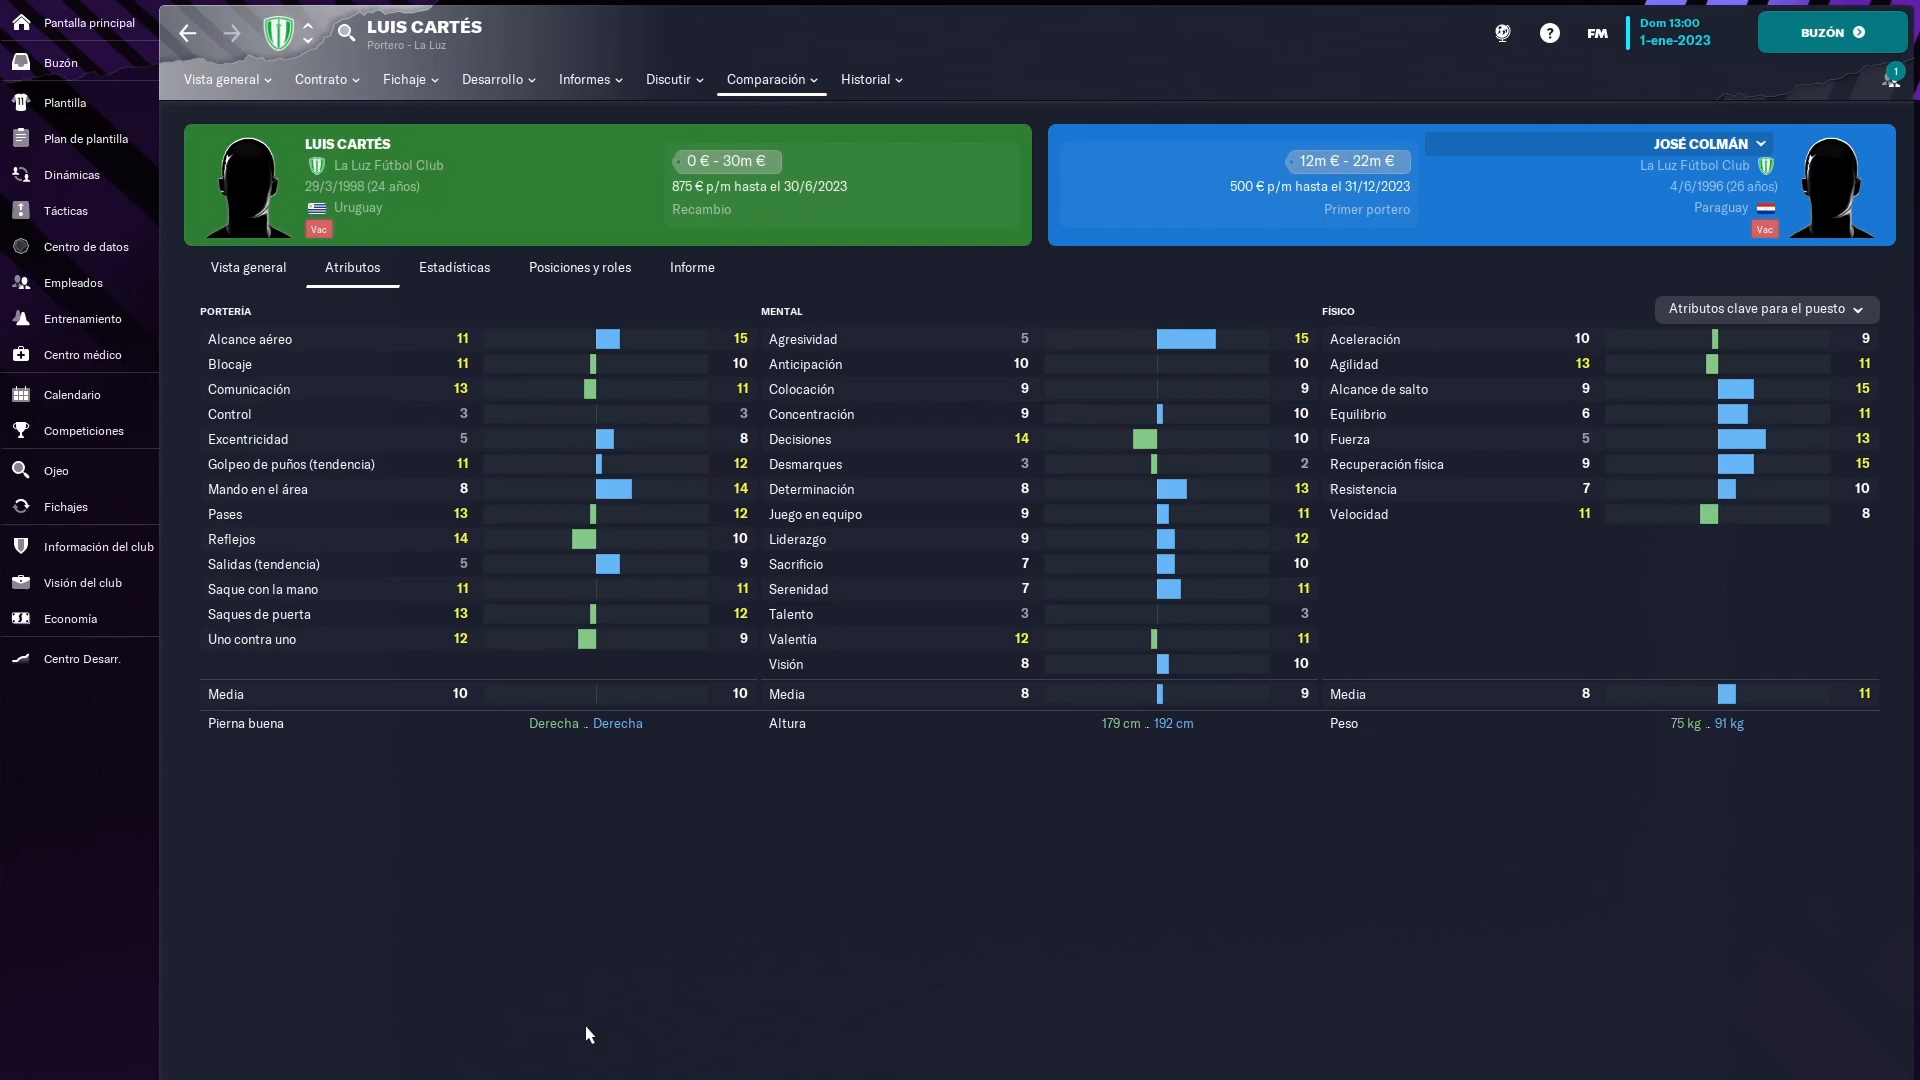 Pantalla principal
Buzón
Plantilla
Plan de plantilla
Dinámicas
Tácticas
Centro de datos
Empleados
Entrenamiento
Centro médico
Calendario
Competiciones
Ojeo
Fichajes
Información del club
Visión del club
Economía
Centro Desarr.
LUIS CARTÉS
Portero - La Luz
? FM
Dom 13:00
1-ene-2023
BUZÓN
1
Vista general Contrato Fichaje Desarrollo Informes Discutir Comparación Historial
LUIS CARTÉS
La Luz Fútbol Club
29/3/1998 (24 años)
Uruguay
Vac
0 € - 30m €
875 € p/m hasta el 30/6/2023
Recambio
12m € - 22m €
500 € p/m hasta el 31/12/2023
Primer portero
JOSÉ COLMÁN
La Luz Fútbol Club
4/6/1996 (26 años)
Paraguay
Vac
Vista general Atributos Estadísticas Posiciones y roles Informe
Atributos clave para el puesto
PORTERÍA
Alcance aéreo 11 15
Blocaje 11 10
Comunicación 13 11
Control 3 3
Excentricidad 5 8
Golpeo de puños (tendencia) 11 12
Mando en el área 8 14
Pases 13 12
Reflejos 14 10
Salidas (tendencia) 5 9
Saque con la mano 11 11
Saques de puerta 13 12
Uno contra uno 12 9
Media 10 10
Pierna buena Derecha .. Derecha
MENTAL
Agresividad 5 15
Anticipación 10 10
Colocación 9 9
Concentración 9 10
Decisiones 14 10
Desmarques 3 2
Determinación 8 13
Juego en equipo 9 11
Liderazgo 9 12
Sacrificio 7 10
Serenidad 7 11
Talento 3 3
Valentía 12 11
Visión 8 10
Media 8 9
Altura 179 cm .. 192 cm
FÍSICO
Aceleración 10 9
Agilidad 13 11
Alcance de salto 9 15
Equilibrio 6 11
Fuerza 5 13
Recuperación física 9 15
Resistencia 7 10
Velocidad 11 8
Media 8 11
Peso 75 kg .. 91 kg